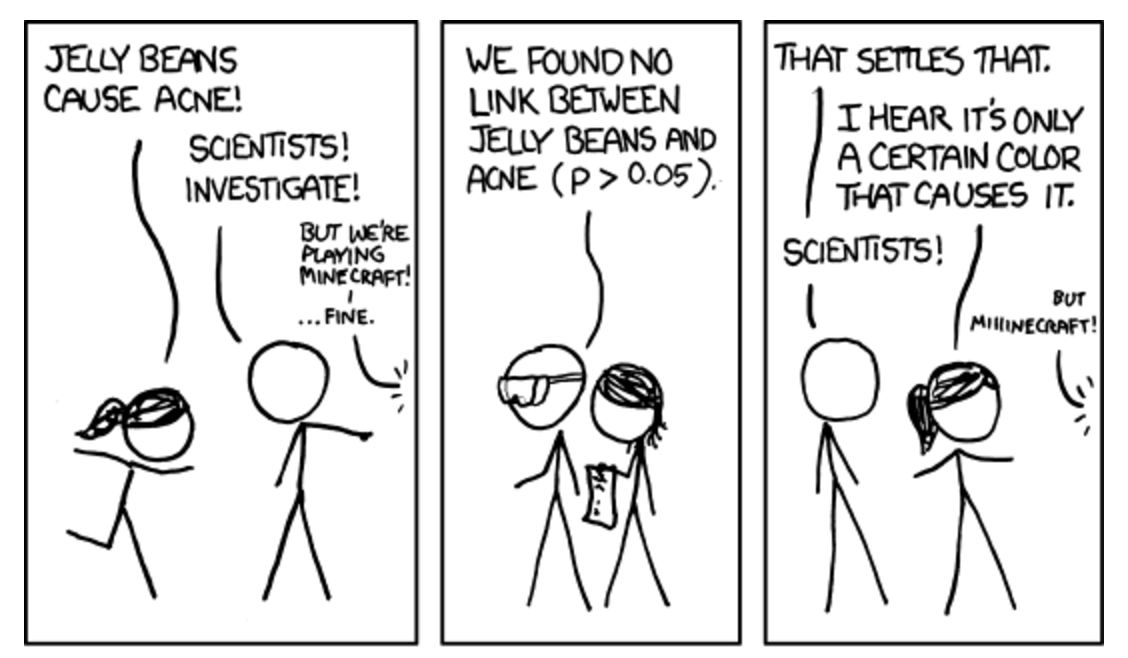 JELLY BEANS
CAUSE ACNE!
SCIENTISTS!
INVESTIGATE!
BUT WE'RE
PLAYING
MINECRAFT!
...FINE.
WE FOUND NO
LINK BETWEEN
JELLY BEANS AND
ACNE (P > 0.05).
THAT SETTLES THAT.
I HEAR IT'S ONLY
A CERTAIN COLOR
THAT CAUSES IT.
SCIENTISTS!
BUT
MIIIINECRAFT!